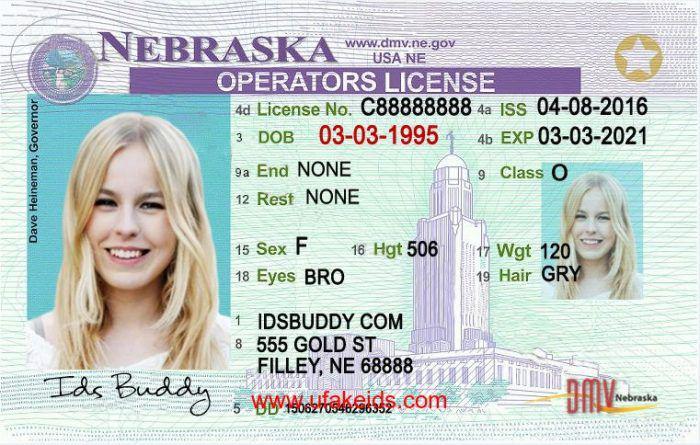 NEBRASKA www.dmv.ne.gov
USA NE
OPERATORS LICENSE
Dave Heineman, Governor
4d License No. C88888888 4a ISS 04-08-2016
3 DOB 03-03-1995 4b EXP 03-03-2021
9a End NONE 9 Class O
12 Rest NONE
15 Sex F 16 Hgt 506 17 Wgt 120
18 Eyes BRO 19 Hair GRY
1 IDSBUDDY COM
8 555 GOLD ST
FILLEY, NE 68888
Ids Buddy
www.ufakeids.com
5 DD 1506270546296352
DMV Nebraska